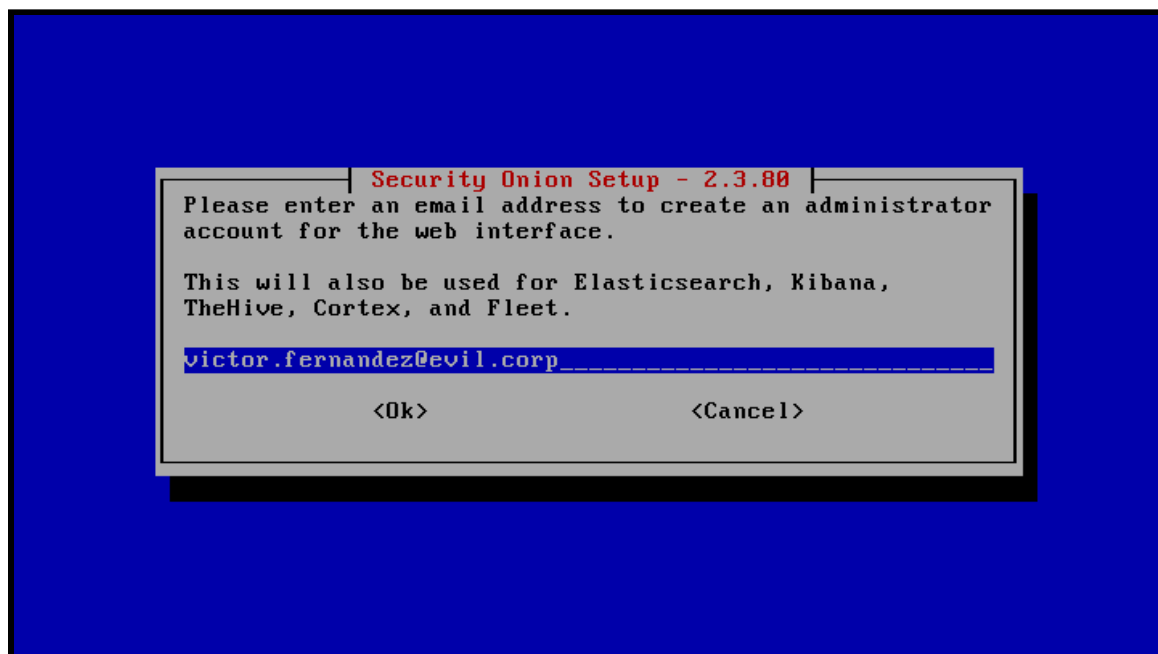 Security Onion Setup - 2.3.80
Please enter an email address to create an administrator
account for the web interface.
This will also be used for Elasticsearch, Kibana,
TheHive, Cortex, and Fleet.
victor.fernandez@evil.corp______________________________
<Ok> <Cancel>